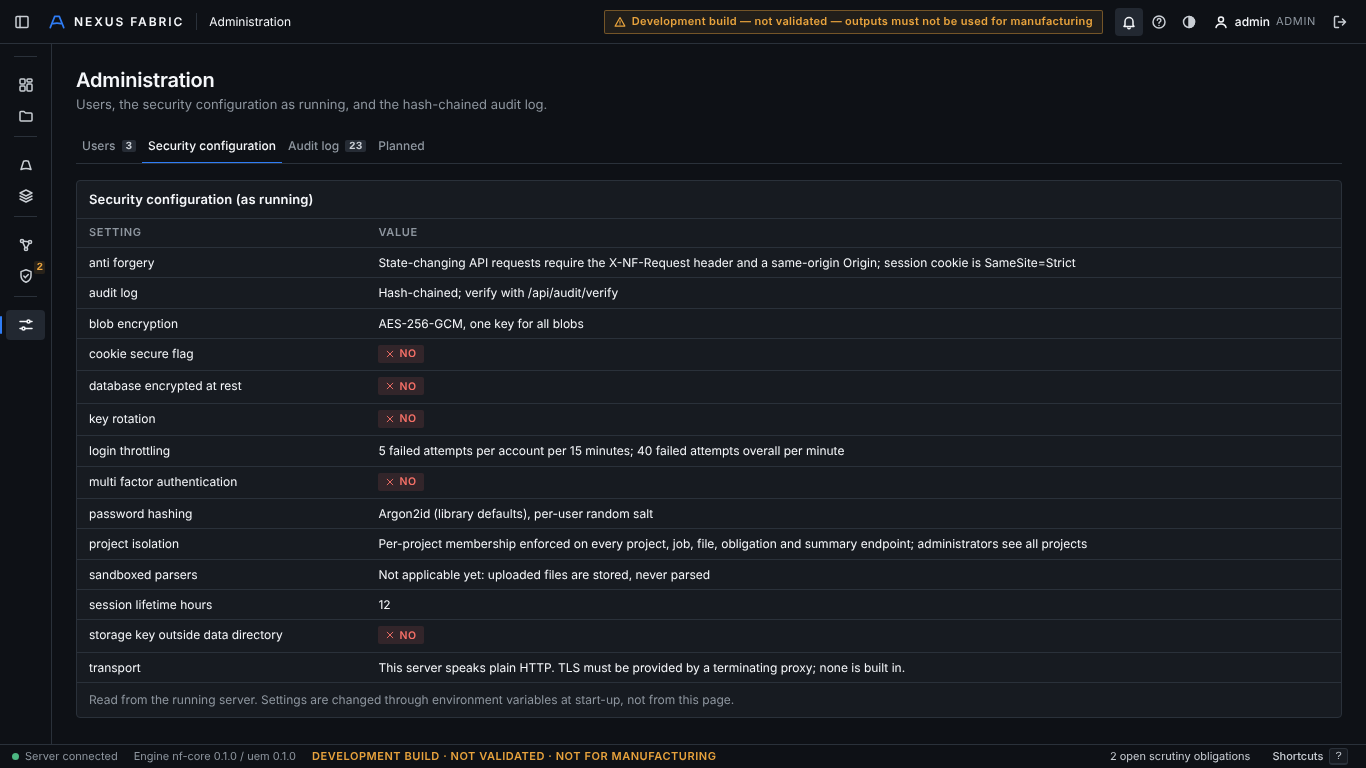 NEXUS FABRIC
Administration
Development build — not validated — outputs must not be used for manufacturing
admin ADMIN
Administration
Users, the security configuration as running, and the hash-chained audit log.
Users 3 Security configuration Audit log 23 Planned
2
Security configuration (as running)
SETTING VALUE
anti forgery State-changing API requests require the X-NF-Request header and a same-origin Origin; session cookie is SameSite=Strict
audit log Hash-chained; verify with /api/audit/verify
blob encryption AES-256-GCM, one key for all blobs
cookie secure flag NO
database encrypted at rest NO
key rotation NO
login throttling 5 failed attempts per account per 15 minutes; 40 failed attempts overall per minute
multi factor authentication NO
password hashing Argon2id (library defaults), per-user random salt
project isolation Per-project membership enforced on every project, job, file, obligation and summary endpoint; administrators see all projects
sandboxed parsers Not applicable yet: uploaded files are stored, never parsed
session lifetime hours 12
storage key outside data directory NO
transport This server speaks plain HTTP. TLS must be provided by a terminating proxy; none is built in.
Read from the running server. Settings are changed through environment variables at start-up, not from this page.
Server connected Engine nf-core 0.1.0 / uem 0.1.0 DEVELOPMENT BUILD · NOT VALIDATED · NOT FOR MANUFACTURING 2 open scrutiny obligations Shortcuts ?